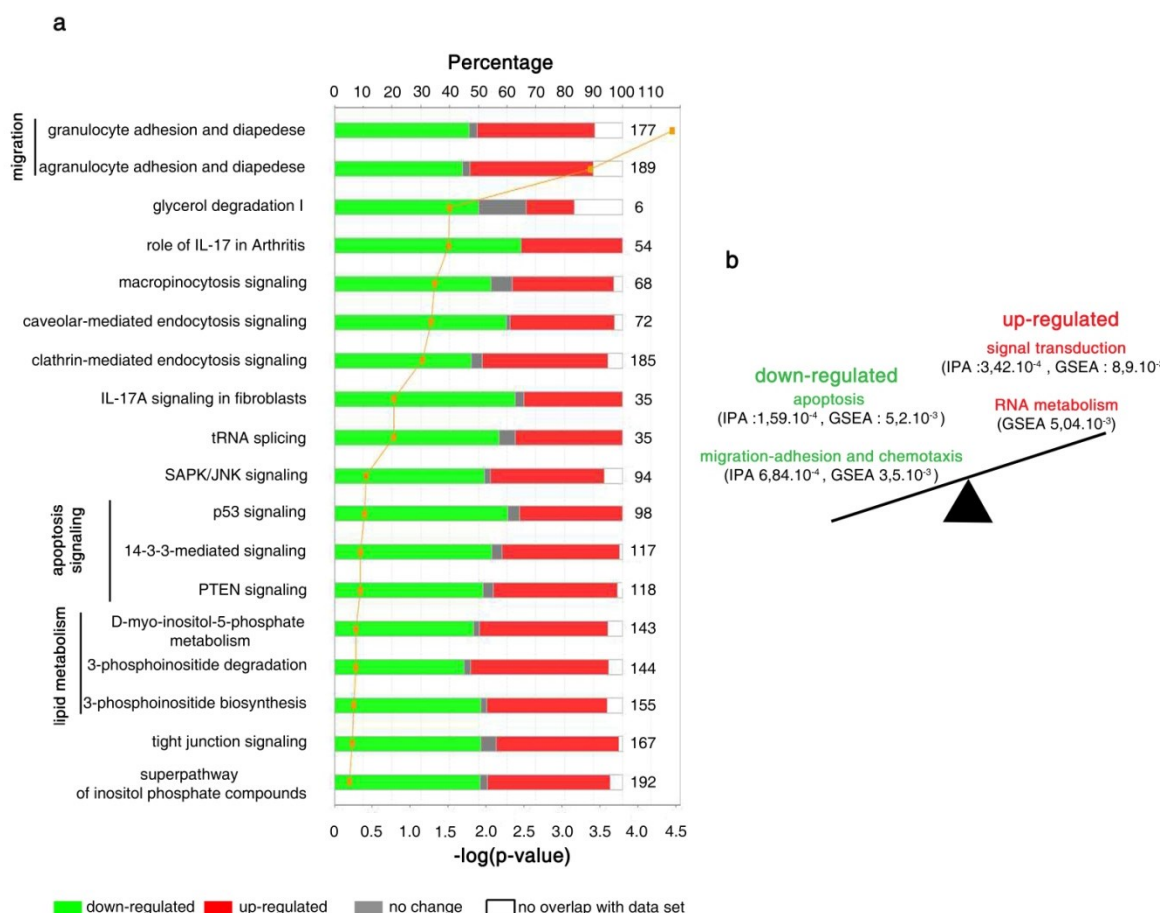 a
Percentage
0 10 20 30 40 50 60 70 80 90 100 110
migration
granulocyte adhesion and diapedese 177
agranulocyte adhesion and diapedese 189
glycerol degradation I 6
role of IL-17 in Arthritis 54
macropinocytosis signaling 68
caveolar-mediated endocytosis signaling 72
clathrin-mediated endocytosis signaling 185
IL-17A signaling in fibroblasts 35
tRNA splicing 35
SAPK/JNK signaling 94
apoptosis
signaling
p53 signaling 98
14-3-3-mediated signaling 117
PTEN signaling 118
lipid metabolism
D-myo-inositol-5-phosphate
metabolism 143
3-phosphoinositide degradation 144
3-phosphoinositide biosynthesis 155
tight junction signaling 167
superpathway
of inositol phosphate compounds 192
0 0.5 1.0 1.5 2.0 2.5 3.0 3.5 4.5
-log(p-value)
down-regulated up-regulated no change no overlap with data set
b
up-regulated
signal transduction
(IPA :3,42.10⁻⁴ , GSEA : 8,9.10⁻
RNA metabolism
(GSEA 5,04.10⁻³)
down-regulated
apoptosis
(IPA :1,59.10⁻⁴ , GSEA : 5,2.10⁻³)
migration-adhesion and chemotaxis
(IPA 6,84.10⁻⁴ , GSEA 3,5.10⁻³)